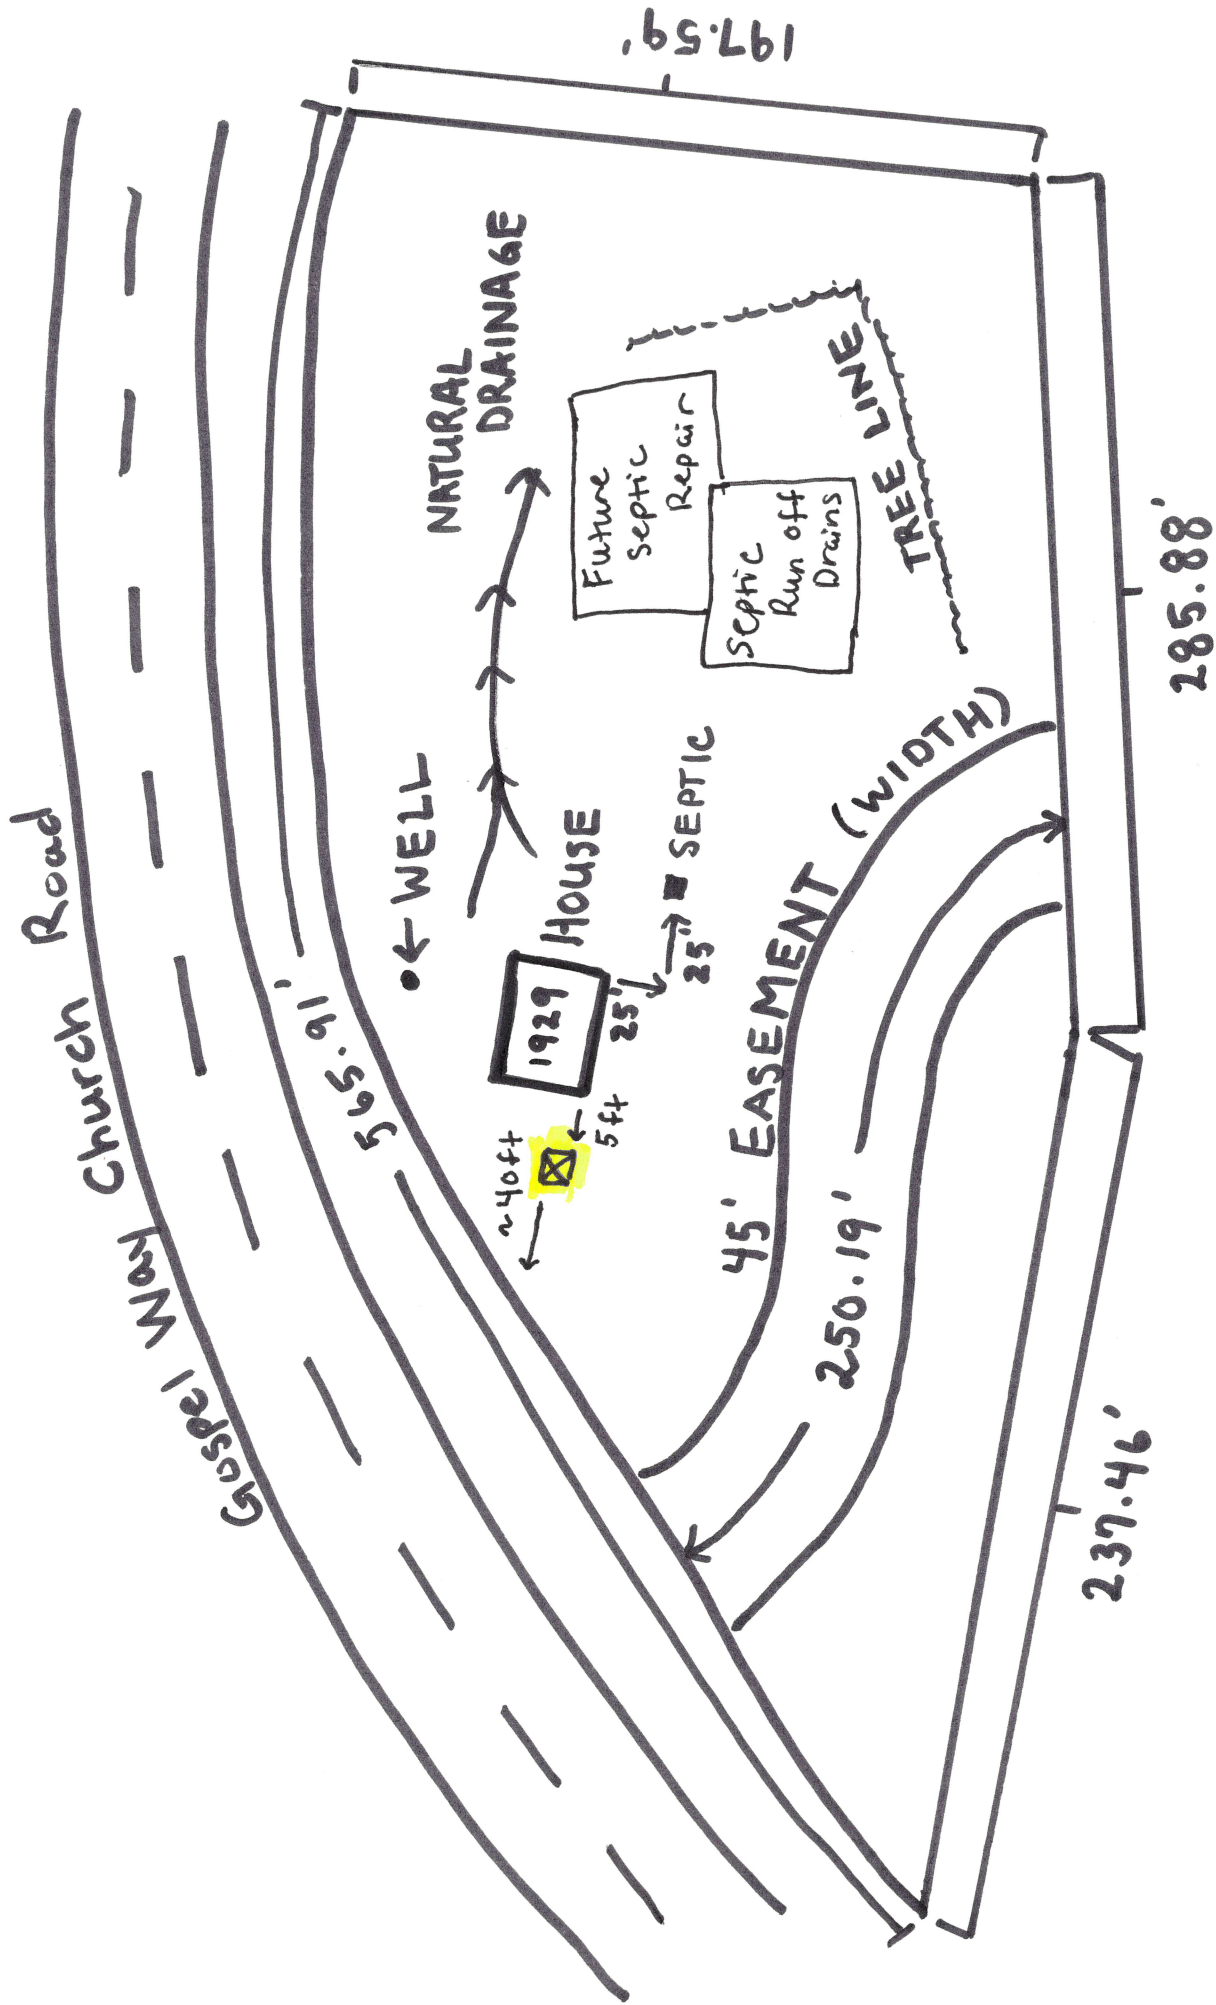 Gospel Way Church Road
565.91'
197.59'
285.88'
237.46'
NATURAL
DRAINAGE
WELL
HOUSE
1929
25'
25'
SEPTIC
~40ft
5ft
Future
Septic
Repair
Septic
Run off
Drains
TREE LINE
45' EASEMENT (WIDTH)
250.19'